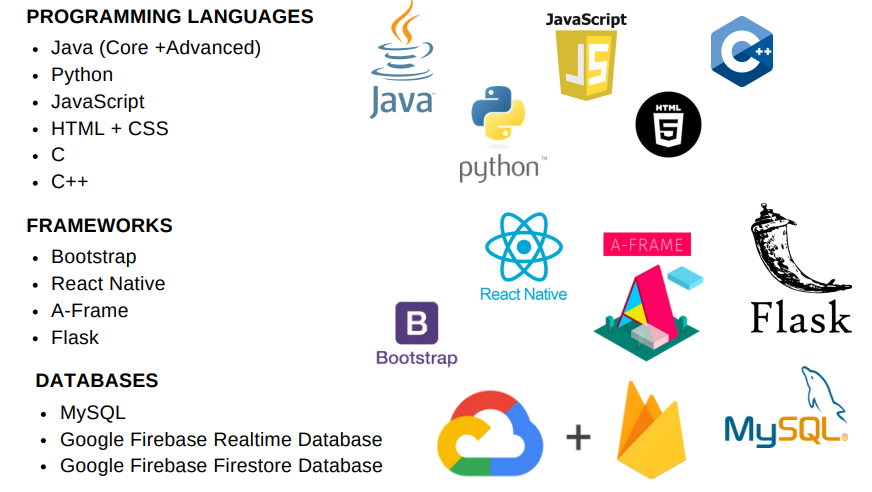 PROGRAMMING LANGUAGES
• Java (Core +Advanced)
• Python
• JavaScript
• HTML + CSS
• C
• C++
Java™
python™
JavaScript
JS
HTML
5
C++
FRAMEWORKS
• Bootstrap
• React Native
• A-Frame
• Flask
React Native
A-FRAME
B
Bootstrap
Flask
DATABASES
• MySQL
• Google Firebase Realtime Database
• Google Firebase Firestore Database
+
MySQL®